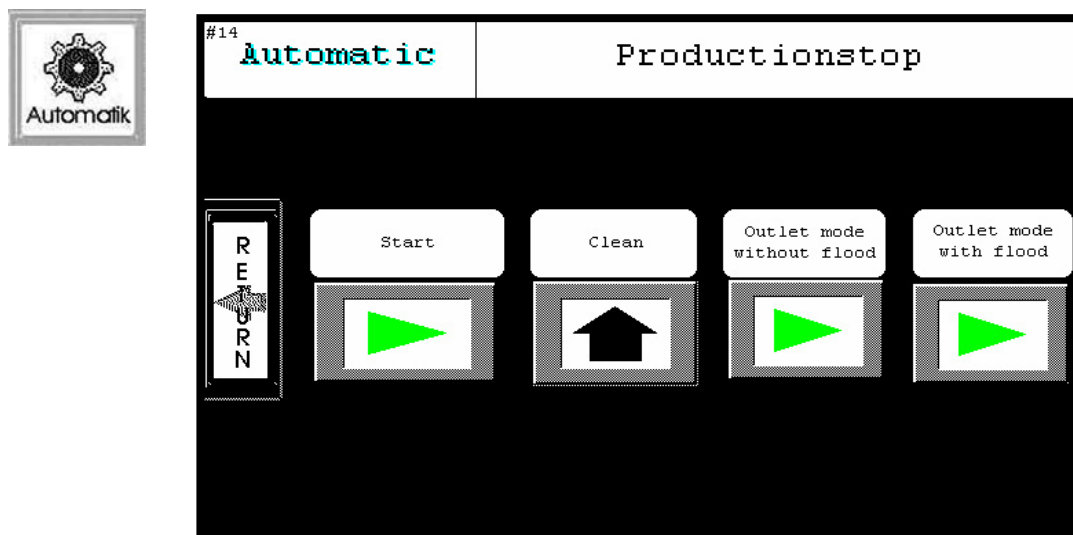 Automatik
#14
Automatic
Productionstop
RETURN
Start
Clean
Outlet mode
without flood
Outlet mode
with flood